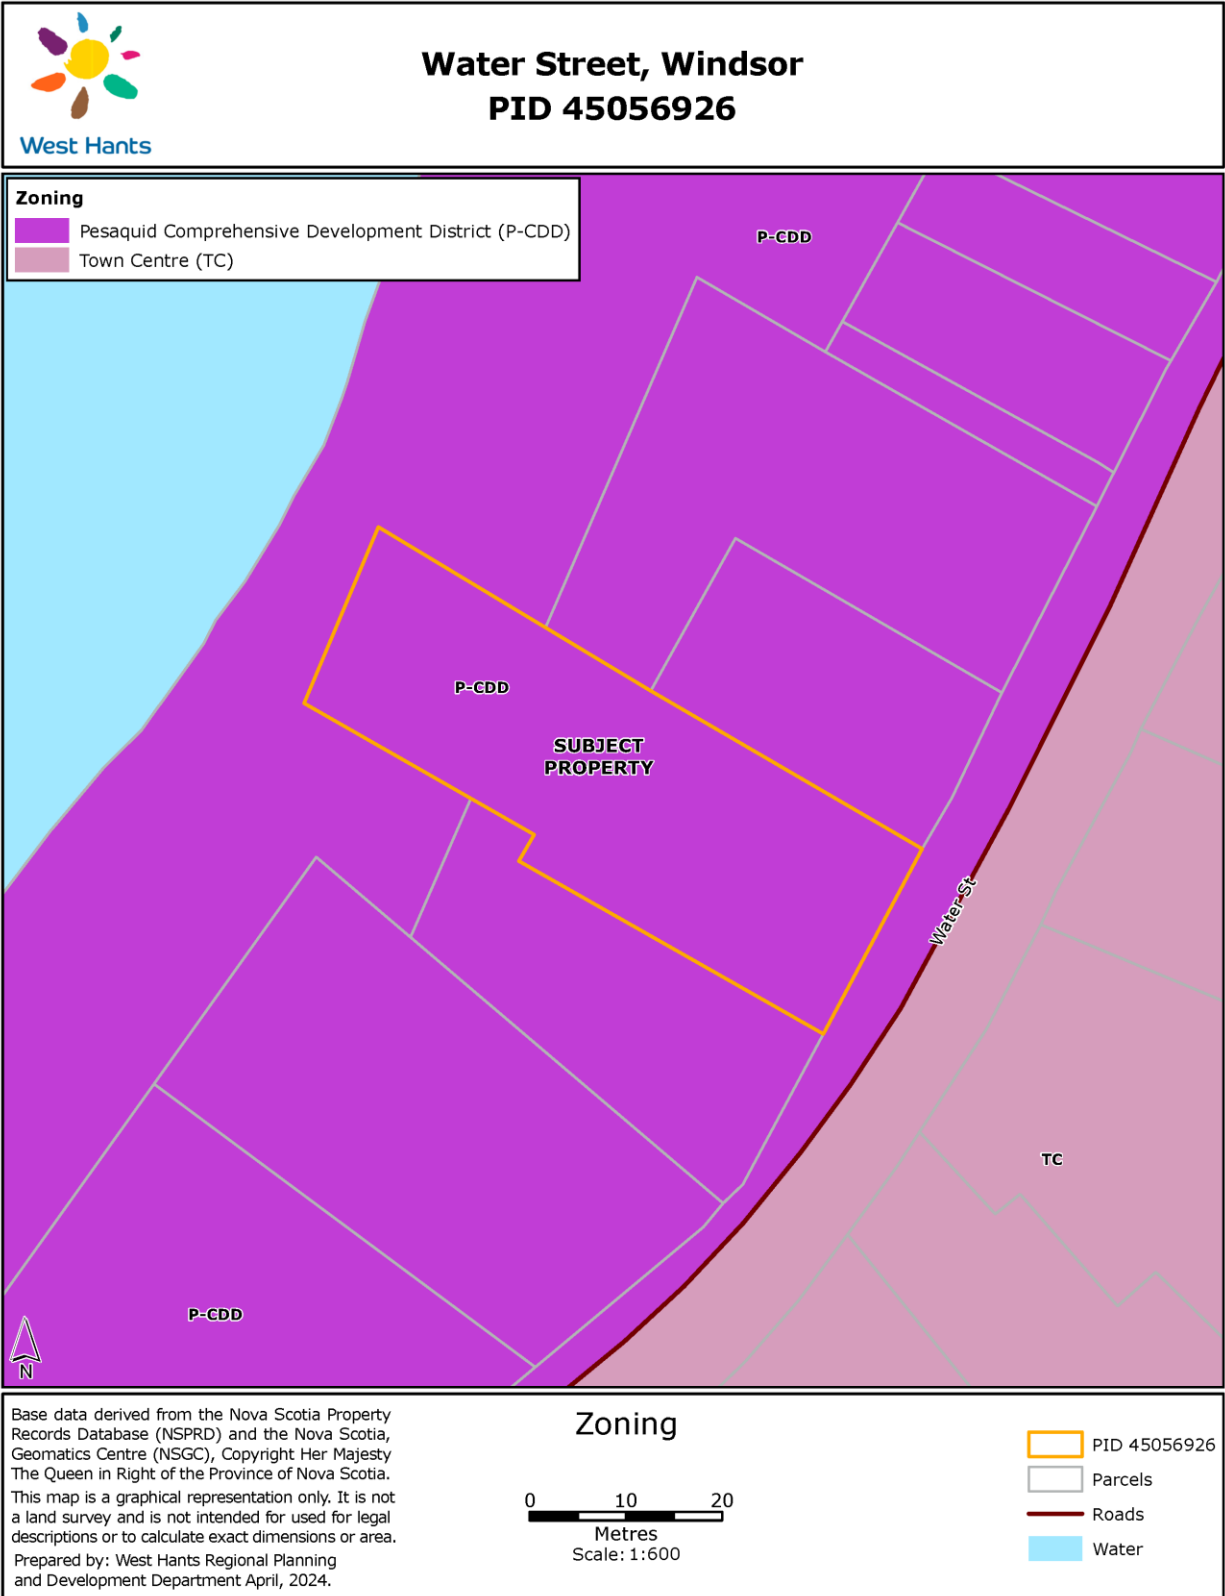 West Hants
Water Street, Windsor
PID 45056926
Zoning
Pesaquid Comprehensive Development District (P-CDD)
Town Centre (TC)
P-CDD
P-CDD
SUBJECT
PROPERTY
Water St
TC
P-CDD
N
Base data derived from the Nova Scotia Property
Records Database (NSPRD) and the Nova Scotia,
Geomatics Centre (NSGC), Copyright Her Majesty
The Queen in Right of the Province of Nova Scotia.
This map is a graphical representation only. It is not
a land survey and is not intended for used for legal
descriptions or to calculate exact dimensions or area.
Prepared by: West Hants Regional Planning
and Development Department April, 2024.
Zoning
0 10 20
Metres
Scale: 1:600
PID 45056926
Parcels
Roads
Water